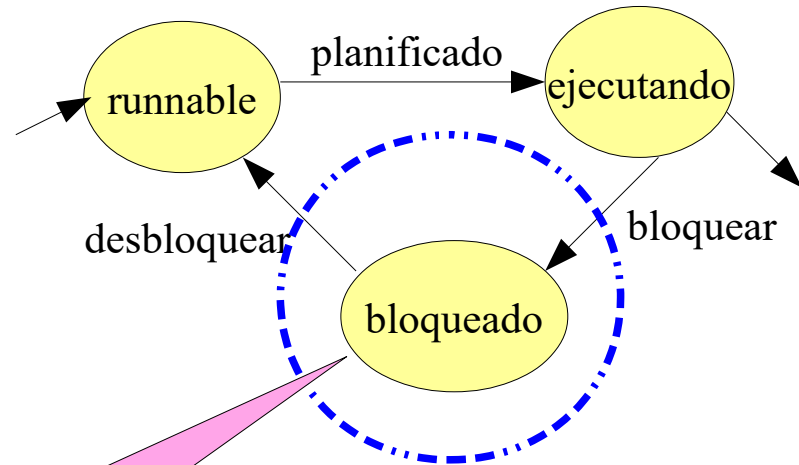 planificado
runnable
ejecutando
desbloquear
bloquear
bloqueado